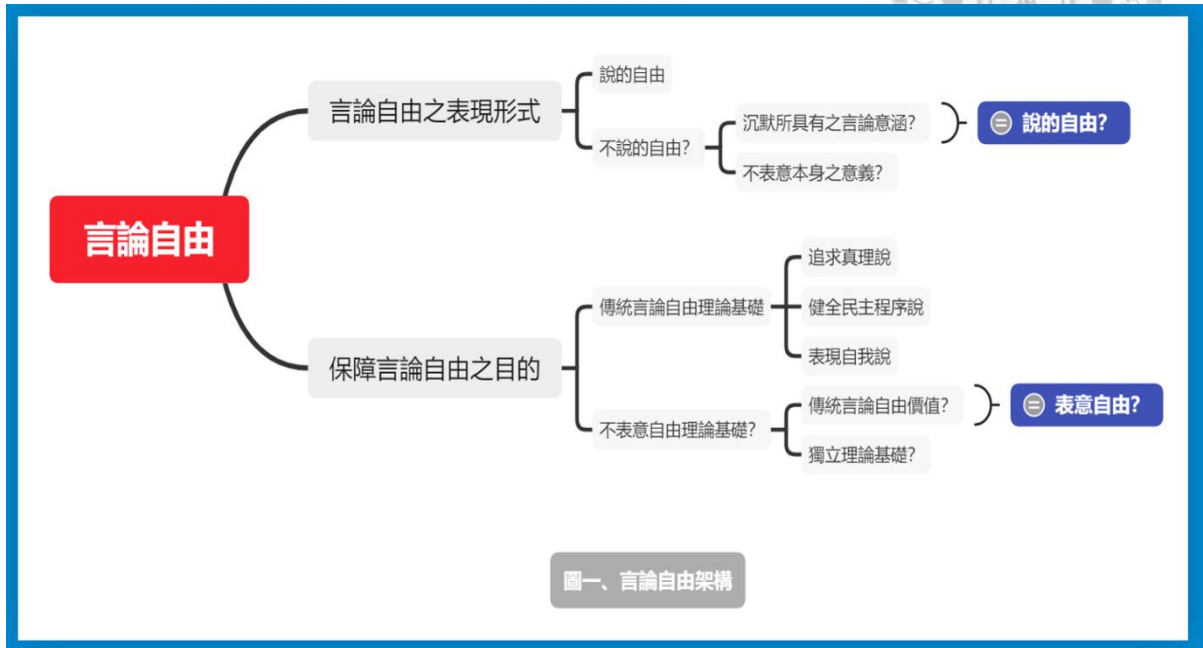 言論自由
言論自由之表現形式
說的自由
不說的自由?
沉默所具有之言論意涵?
說的自由?
不表意本身之意義?
保障言論自由之目的
傳統言論自由理論基礎
追求真理說
健全民主程序說
表現自我說
不表意自由理論基礎?
傳統言論自由價值?
表意自由?
獨立理論基礎?
圖一、言論自由架構